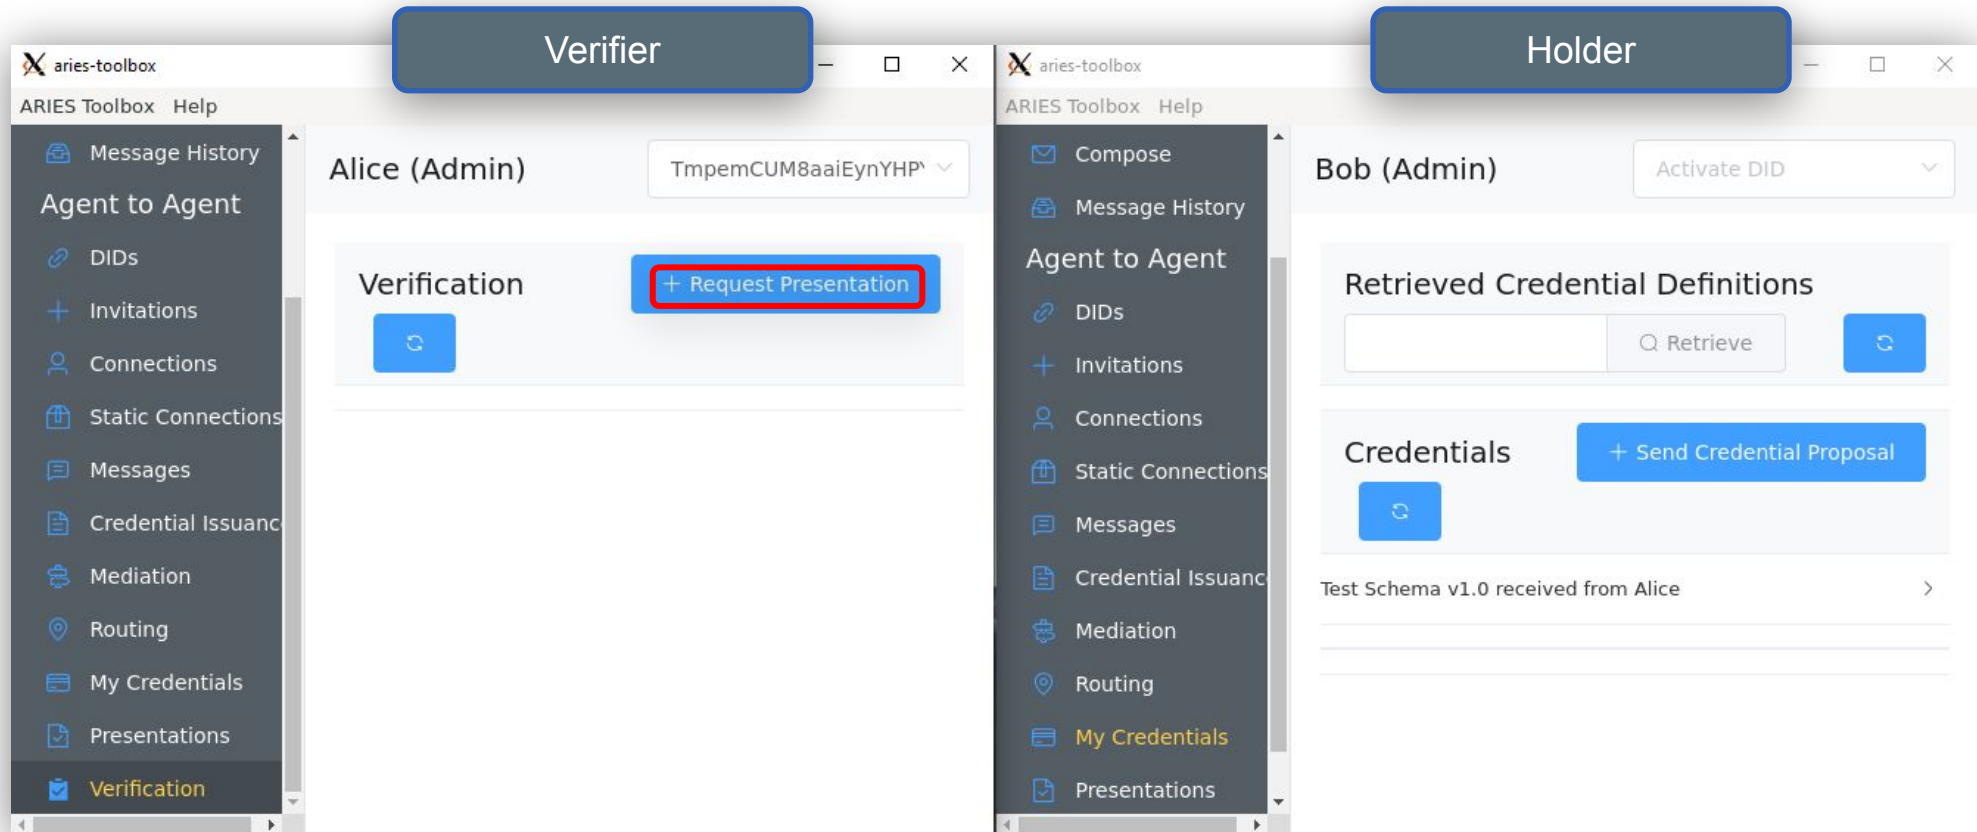 Verifier
aries-toolbox
ARIES Toolbox Help
Message History
Agent to Agent
DIDs
Invitations
Connections
Static Connections
Messages
Credential Issuanc
Mediation
Routing
My Credentials
Presentations
Verification
Alice (Admin)
TmpemCUM8aaiEynYHP
Verification
+ Request Presentation
Holder
aries-toolbox
ARIES Toolbox Help
Compose
Message History
Agent to Agent
DIDs
Invitations
Connections
Static Connections
Messages
Credential Issuanc
Mediation
Routing
My Credentials
Presentations
Bob (Admin)
Activate DID
Retrieved Credential Definitions
Retrieve
Credentials
+ Send Credential Proposal
Test Schema v1.0 received from Alice